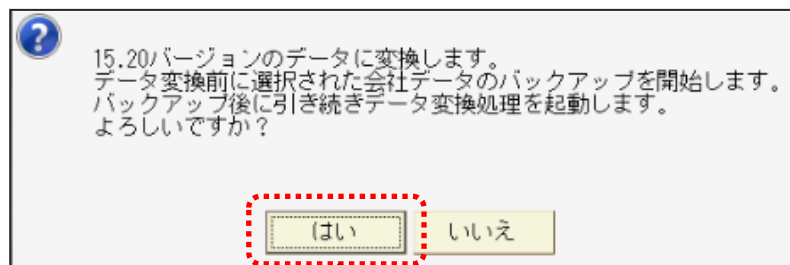 15.20バージョンのデータに変換します。
データ変換前に選択された会社データのバックアップを開始します。
バックアップ後に引き続きデータ変換処理を起動します。
よろしいですか？
はい
いいえ